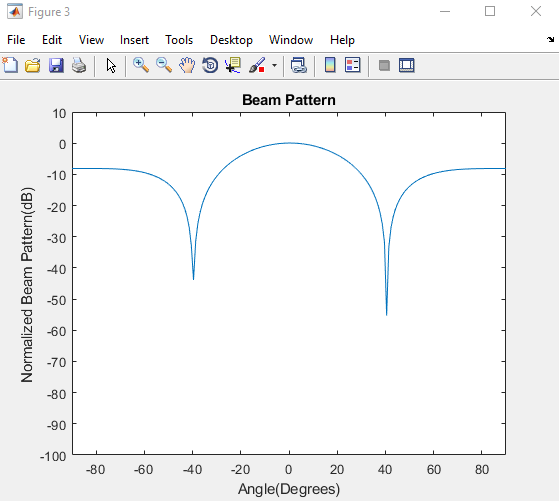 Figure 3
File Edit View Insert Tools Desktop Window Help
Beam Pattern
10
0
-10
-20
-30
-40
-50
-60
-70
-80
-90
-100
Normalized Beam Pattern(dB)
-80 -60 -40 -20 0 20 40 60 80
Angle(Degrees)